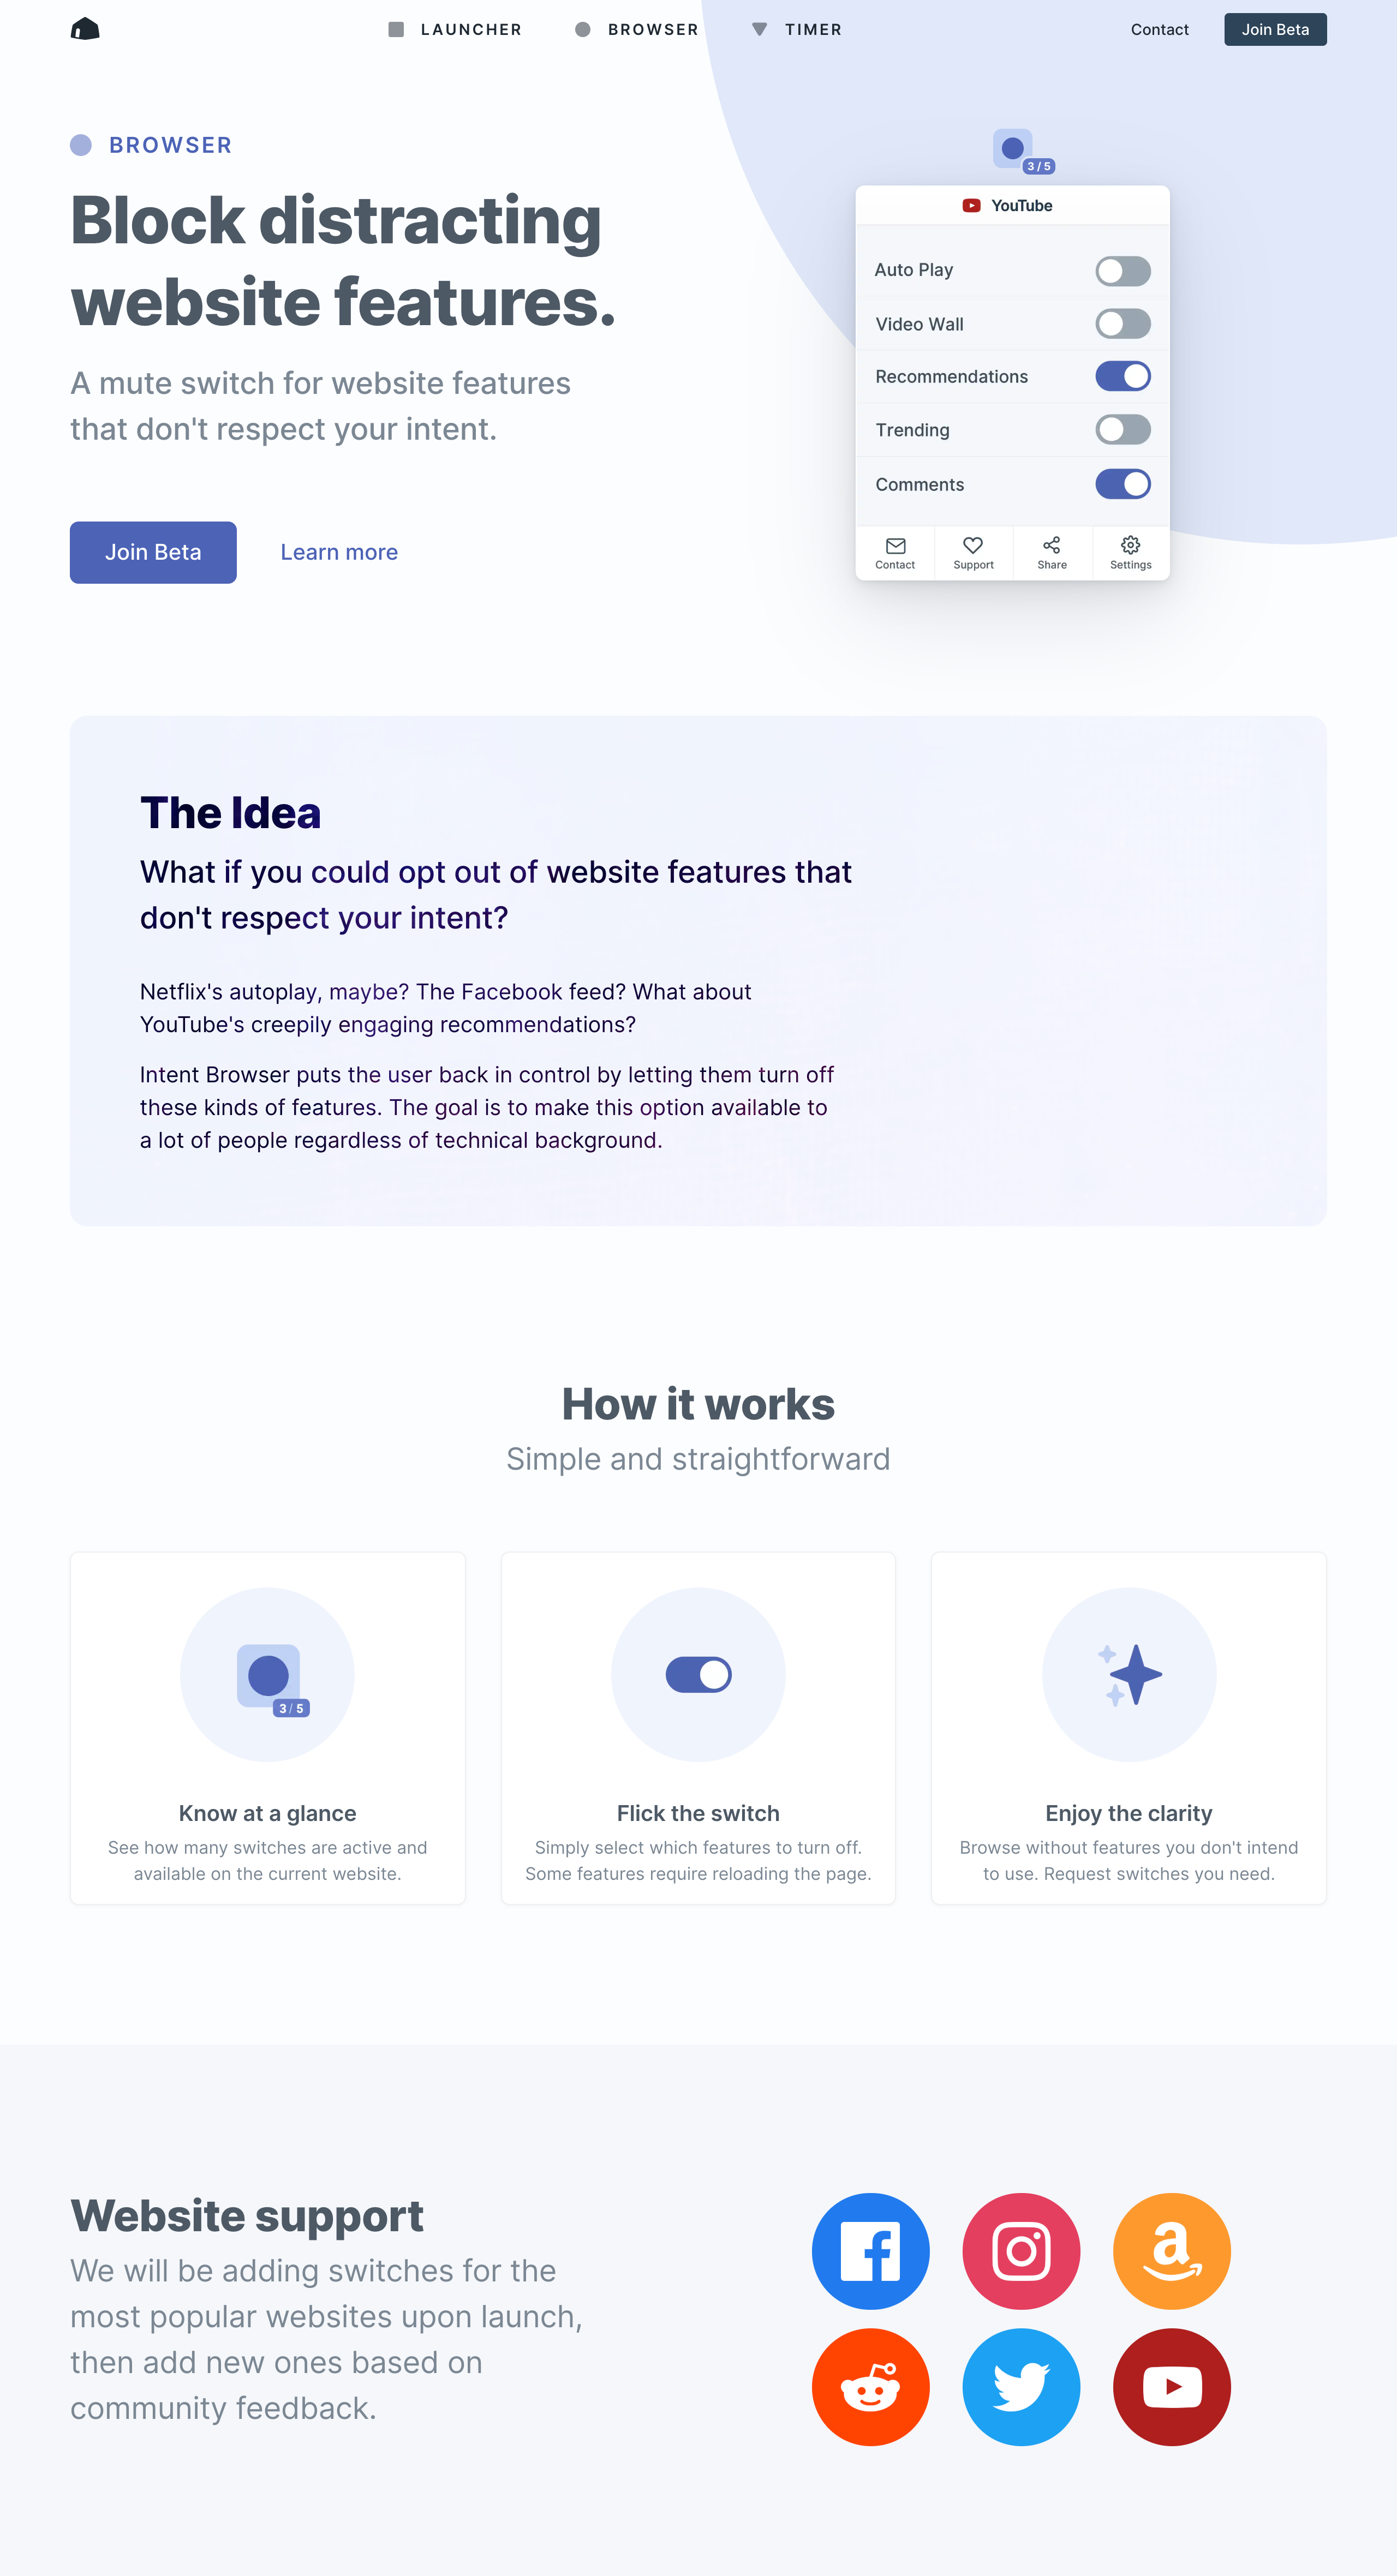 LAUNCHER
BROWSER
TIMER
Contact
Join Beta
BROWSER
Block distracting
website features.
A mute switch for website features
that don't respect your intent.
Join Beta
Learn more
3 / 5
YouTube
Auto Play
Video Wall
Recommendations
Trending
Comments
Contact
Support
Share
Settings
The Idea
What if you could opt out of website features that
don't respect your intent?
Netflix's autoplay, maybe? The Facebook feed? What about
YouTube's creepily engaging recommendations?
Intent Browser puts the user back in control by letting them turn off
these kinds of features. The goal is to make this option available to
a lot of people regardless of technical background.
How it works
Simple and straightforward
3 / 5
Know at a glance
See how many switches are active and
available on the current website.
Flick the switch
Simply select which features to turn off.
Some features require reloading the page.
Enjoy the clarity
Browse without features you don't intend
to use. Request switches you need.
Website support
We will be adding switches for the
most popular websites upon launch,
then add new ones based on
community feedback.